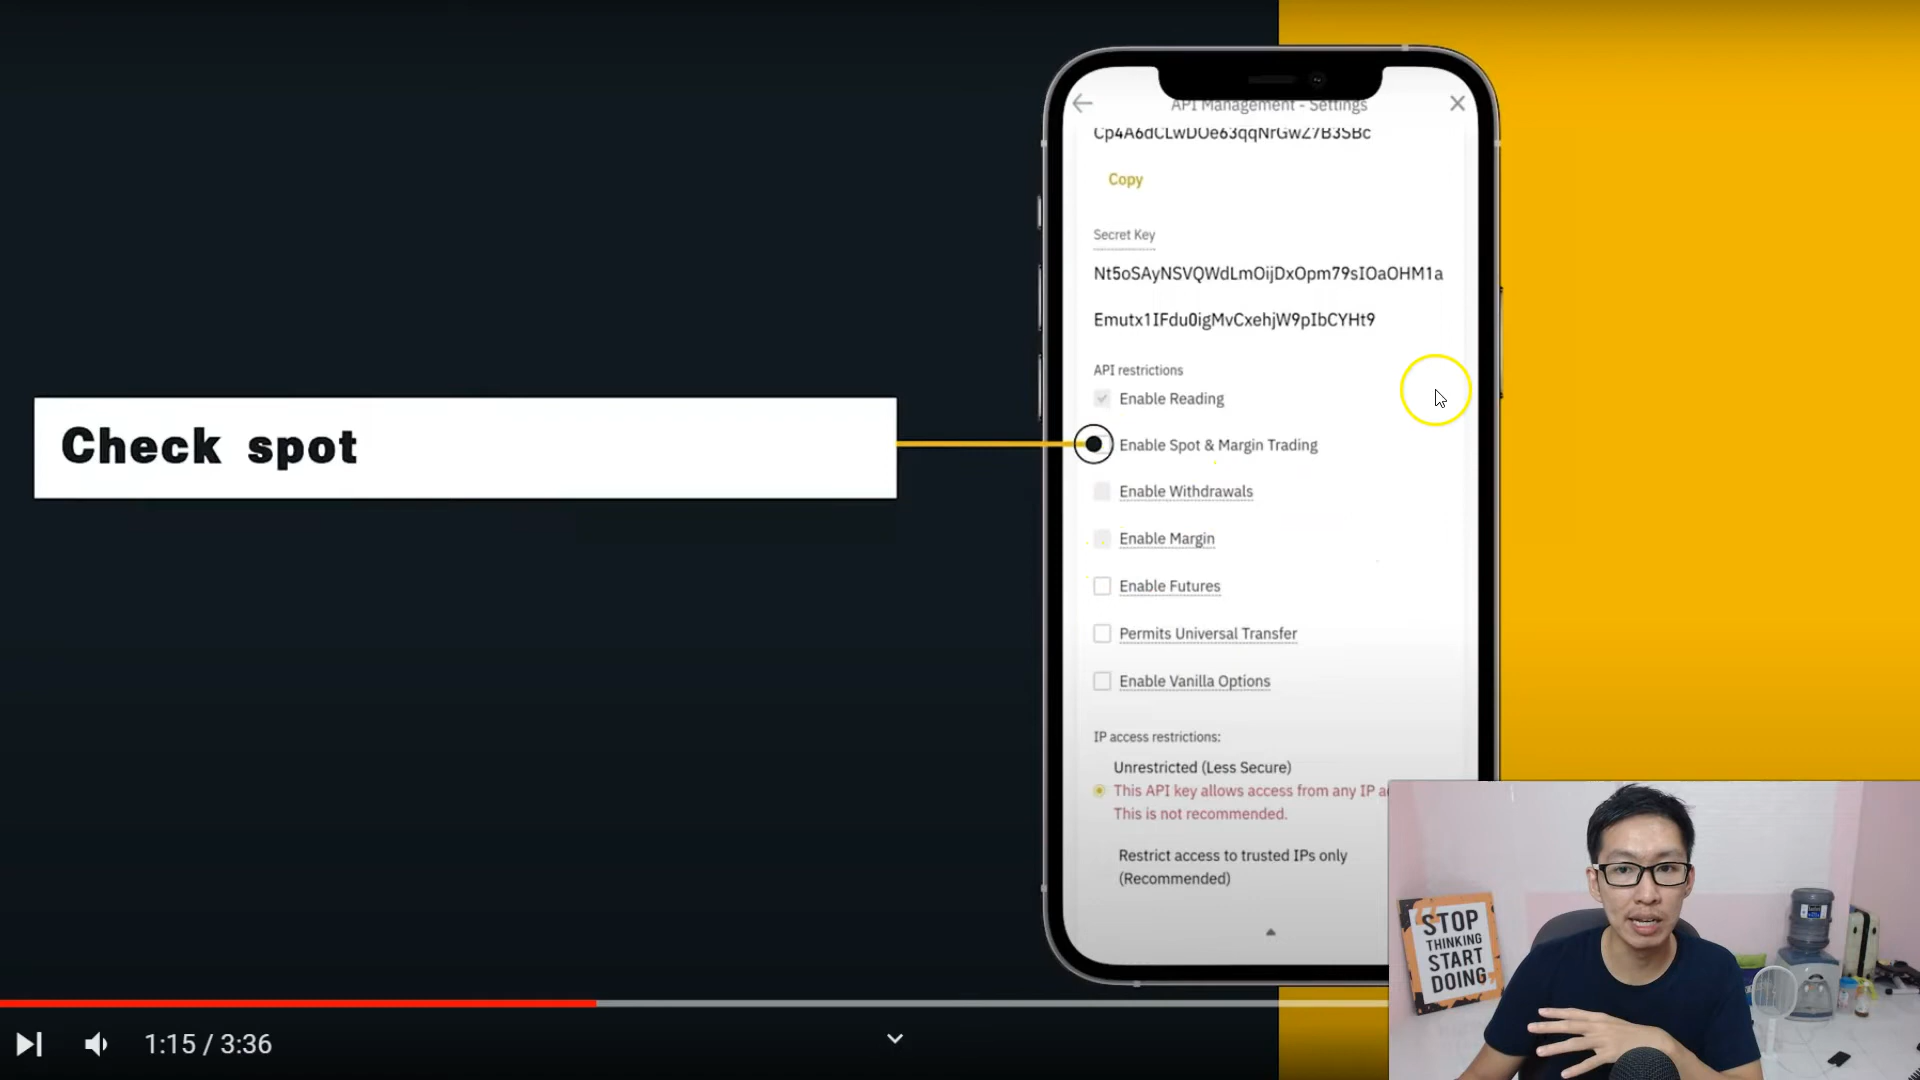 API Management - Settings
Cp4A6dCLwDOe63qqNrGwZ7B3SBc
Copy
Secret Key
Nt5oSAyNSVQWdLmOijDxOpm79sIOaOHM1a
Emutx1IFdu0igMvCxehjW9pIbCYHt9
API restrictions
Enable Reading
Check spot
Enable Spot & Margin Trading
Enable Withdrawals
Enable Margin
Enable Futures
Permits Universal Transfer
Enable Vanilla Options
IP access restrictions:
Unrestricted (Less Secure)
This API key allows access from any IP
This is not recommended.
Restrict access to trusted IPs only
(Recommended)
STOP
THINKING
START
DOING
1:15 / 3:36